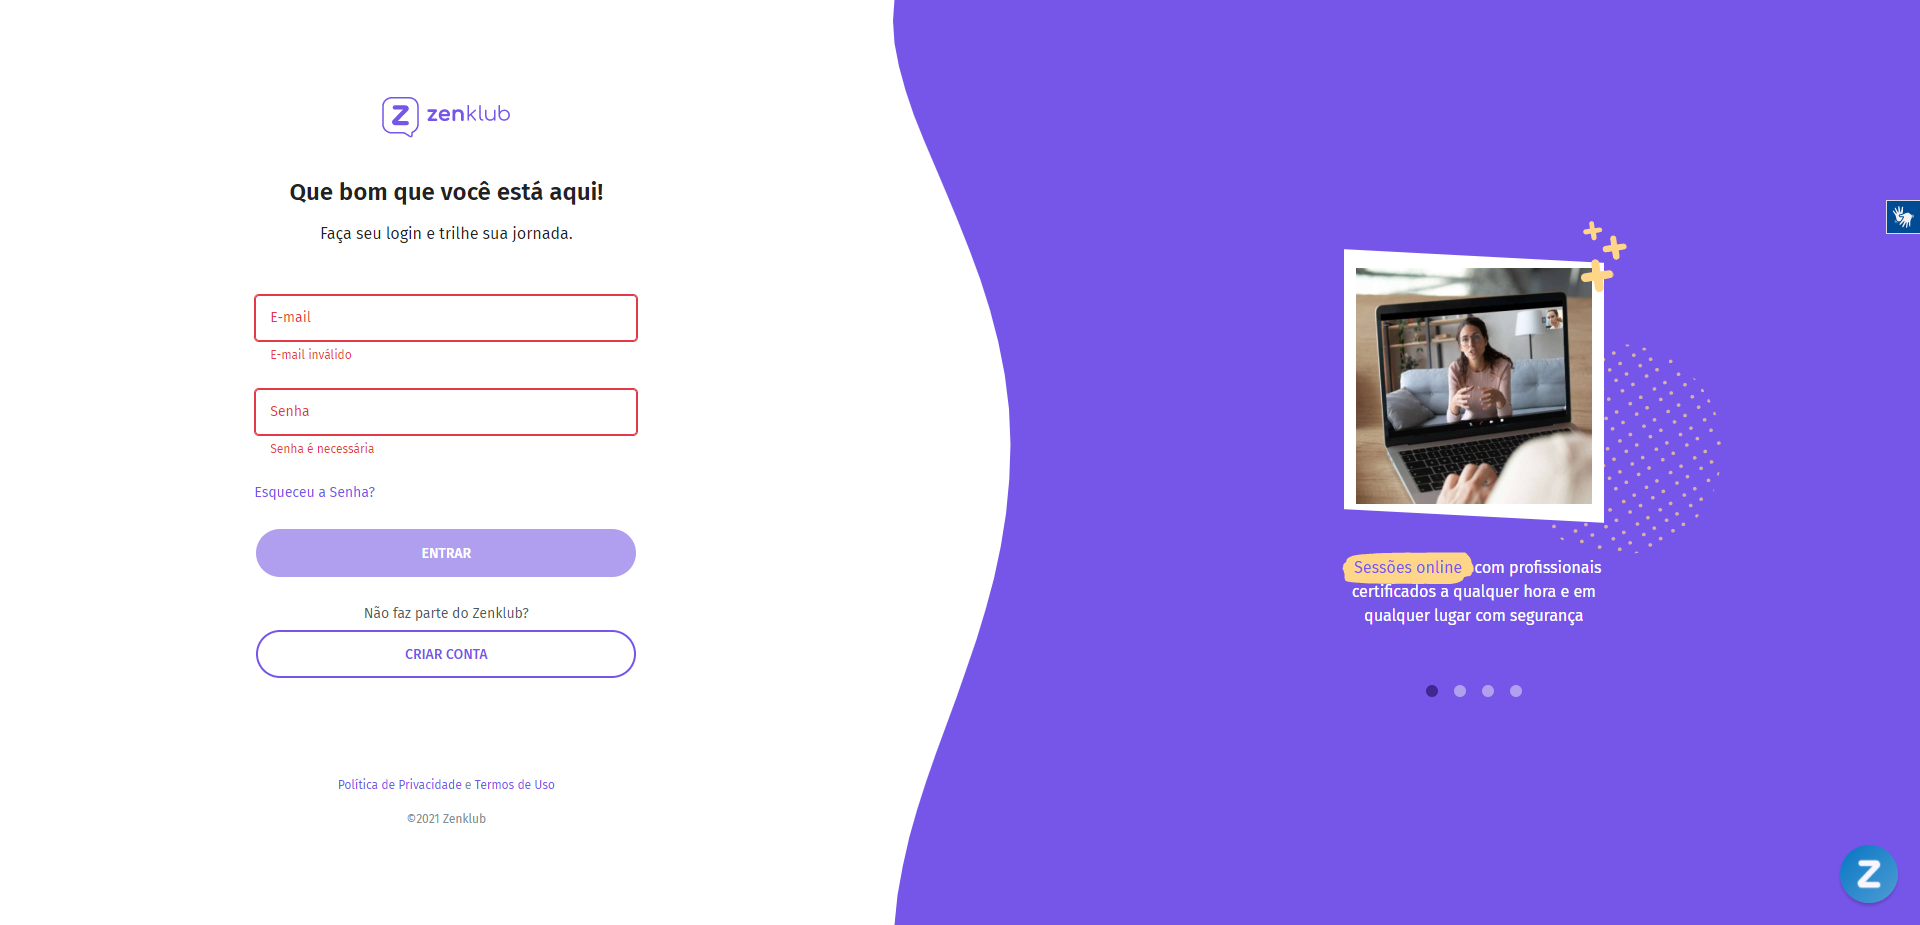 zenklub
Que bom que você está aqui!
Faça seu login e trilhe sua jornada.
E-mail
E-mail inválido
Senha
Senha é necessária
Esqueceu a Senha?
ENTRAR
Não faz parte do Zenklub?
CRIAR CONTA
Política de Privacidade e Termos de Uso
©2021 Zenklub
Sessões online com profissionais
certificados a qualquer hora e em
qualquer lugar com segurança